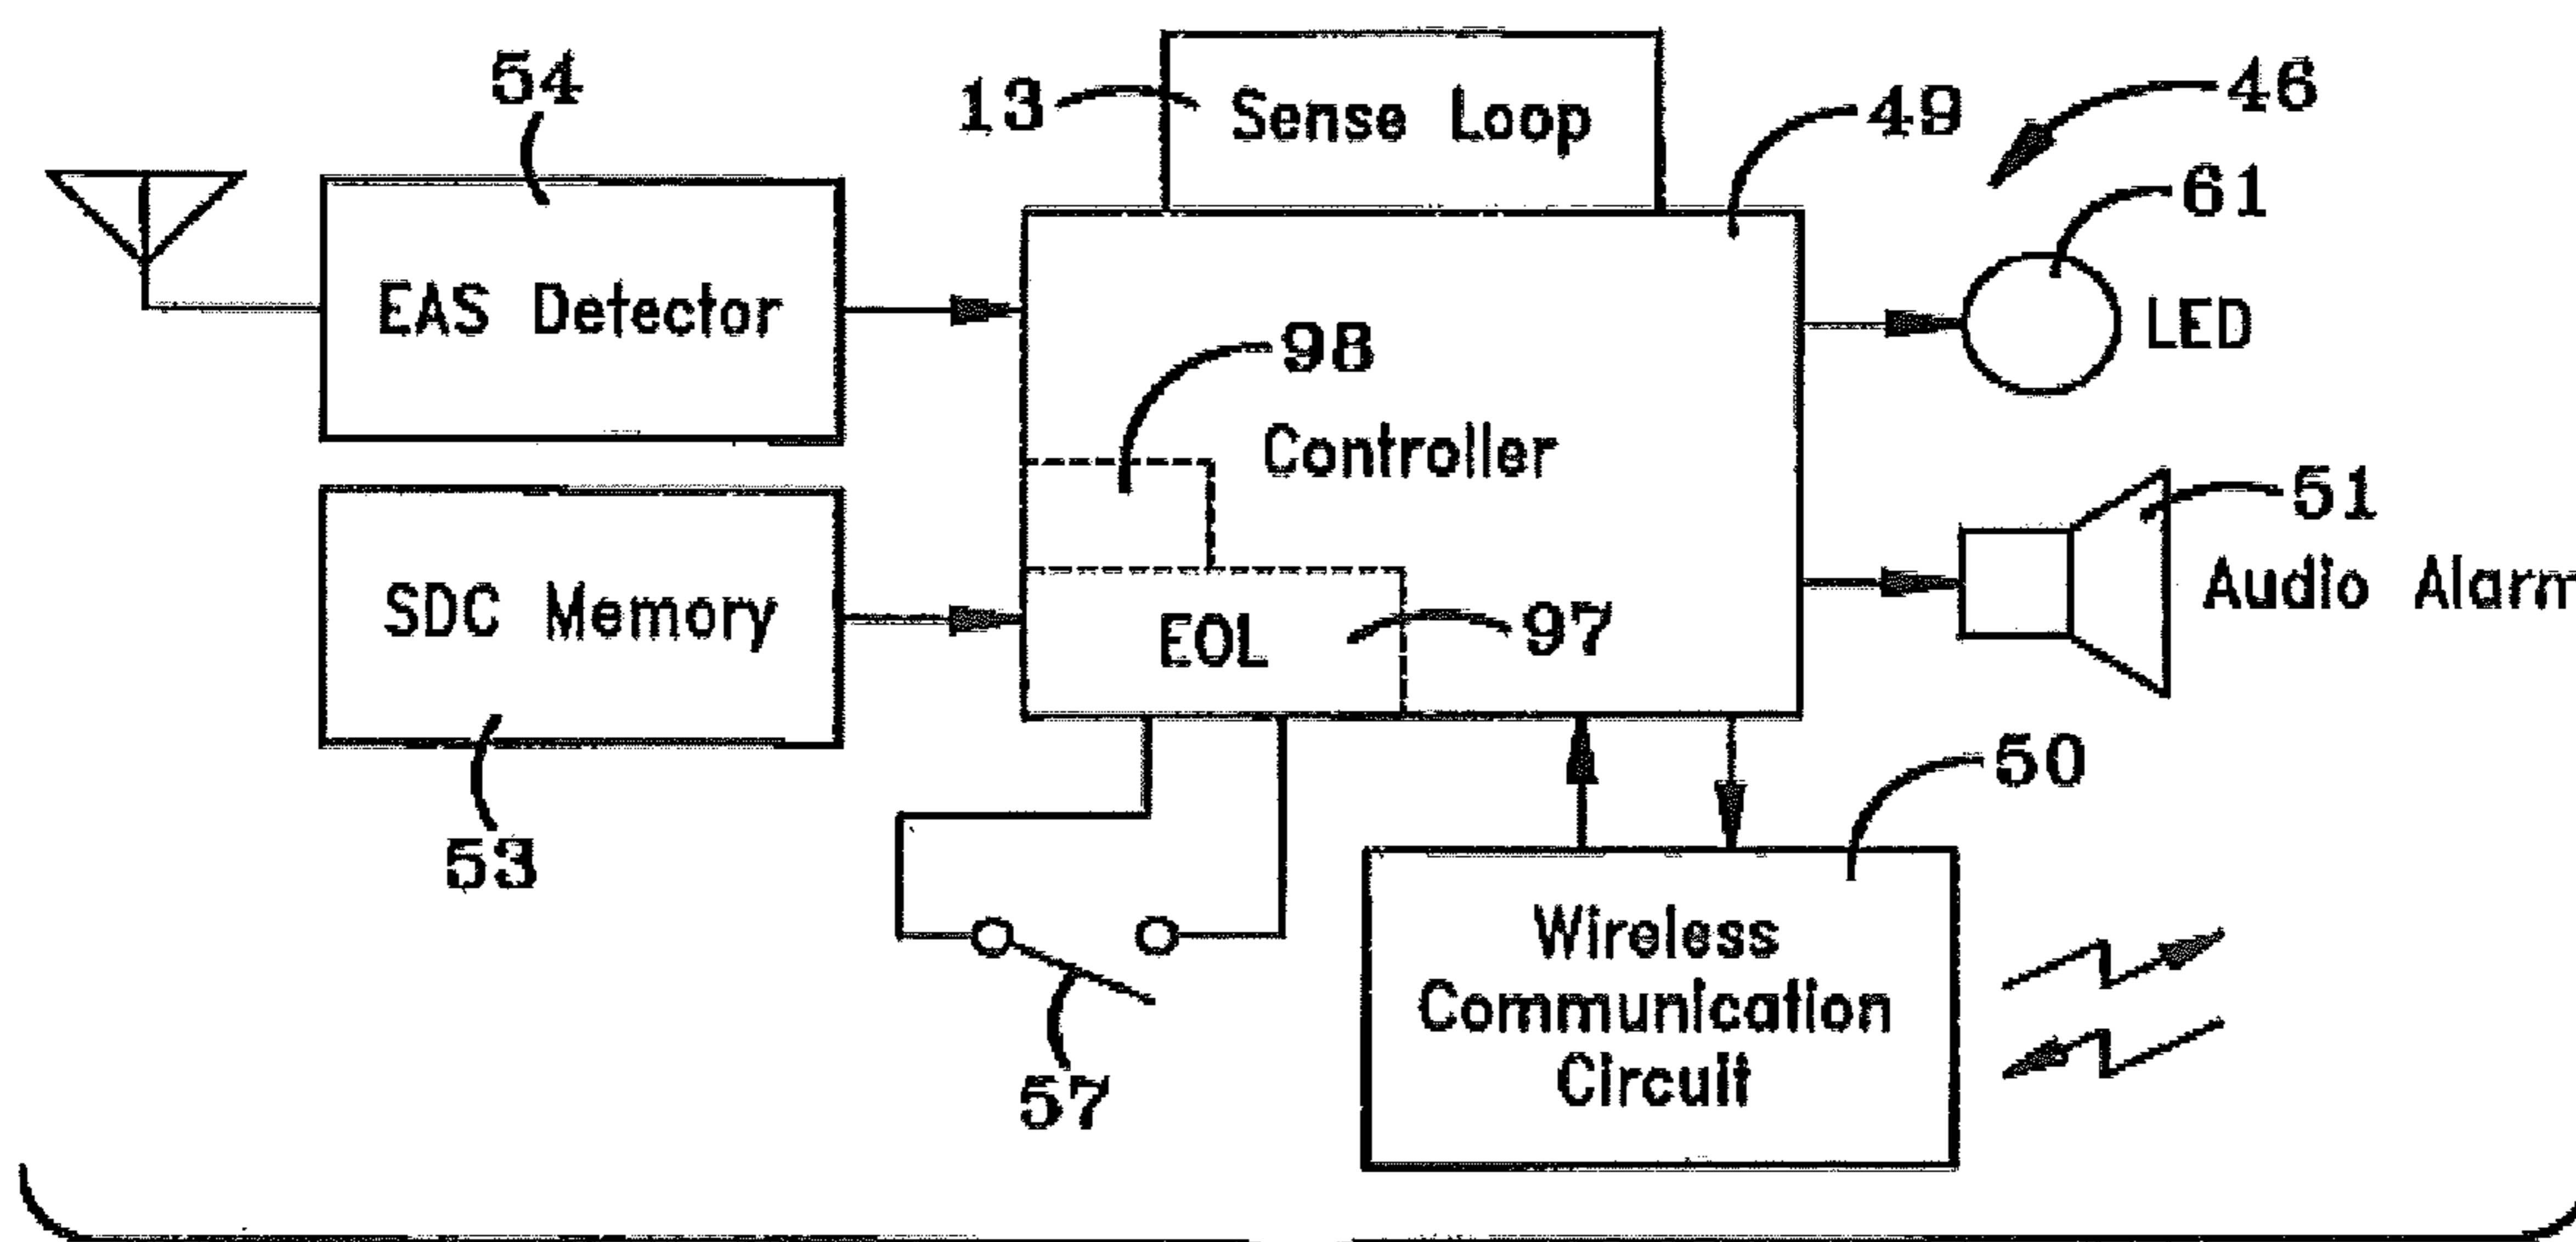 54
13
Sense Loop
49
46
61
EAS Detector
98
LED
Controller
51
SDC Memory
Audio Alarm
EOL
97
50
53
Wireless
Communication
Circuit
57